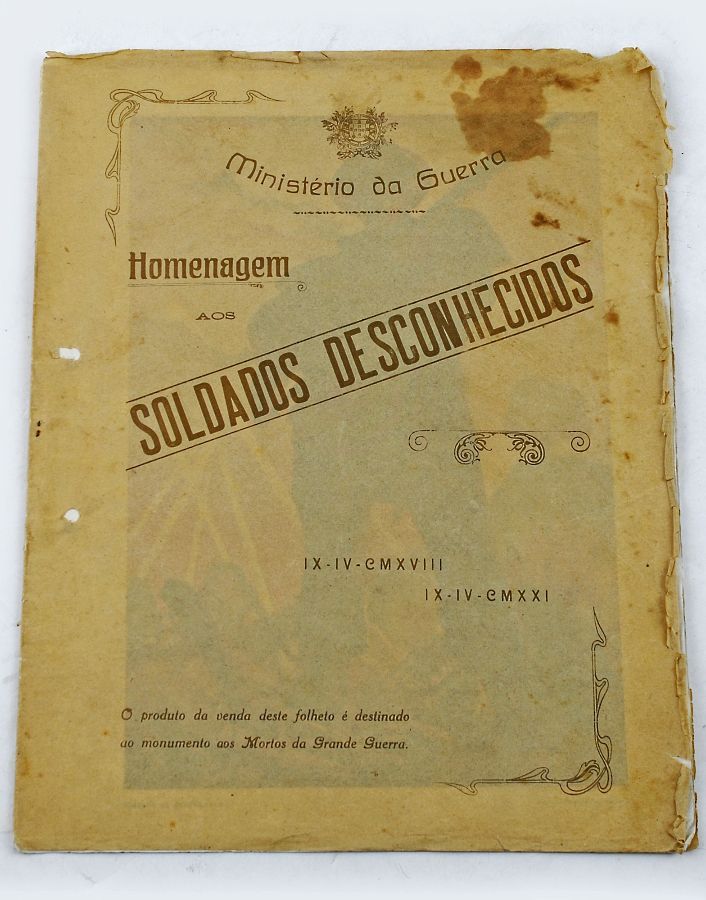 Ministério da Guerra
Homenagem
AOS
SOLDADOS DESCONHECIDOS
IX-IV-CMXVIII
IX-IV-CMXXI
O produto da venda deste folheto é destinado
ao monumento aos Mortos da Grande Guerra.